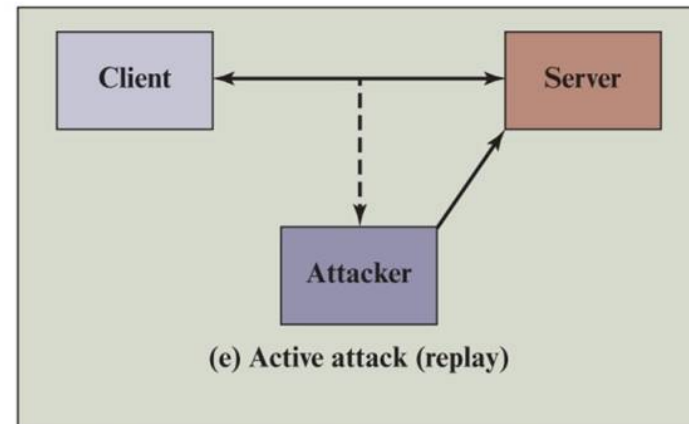 Client
Server
Attacker
(e) Active attack (replay)